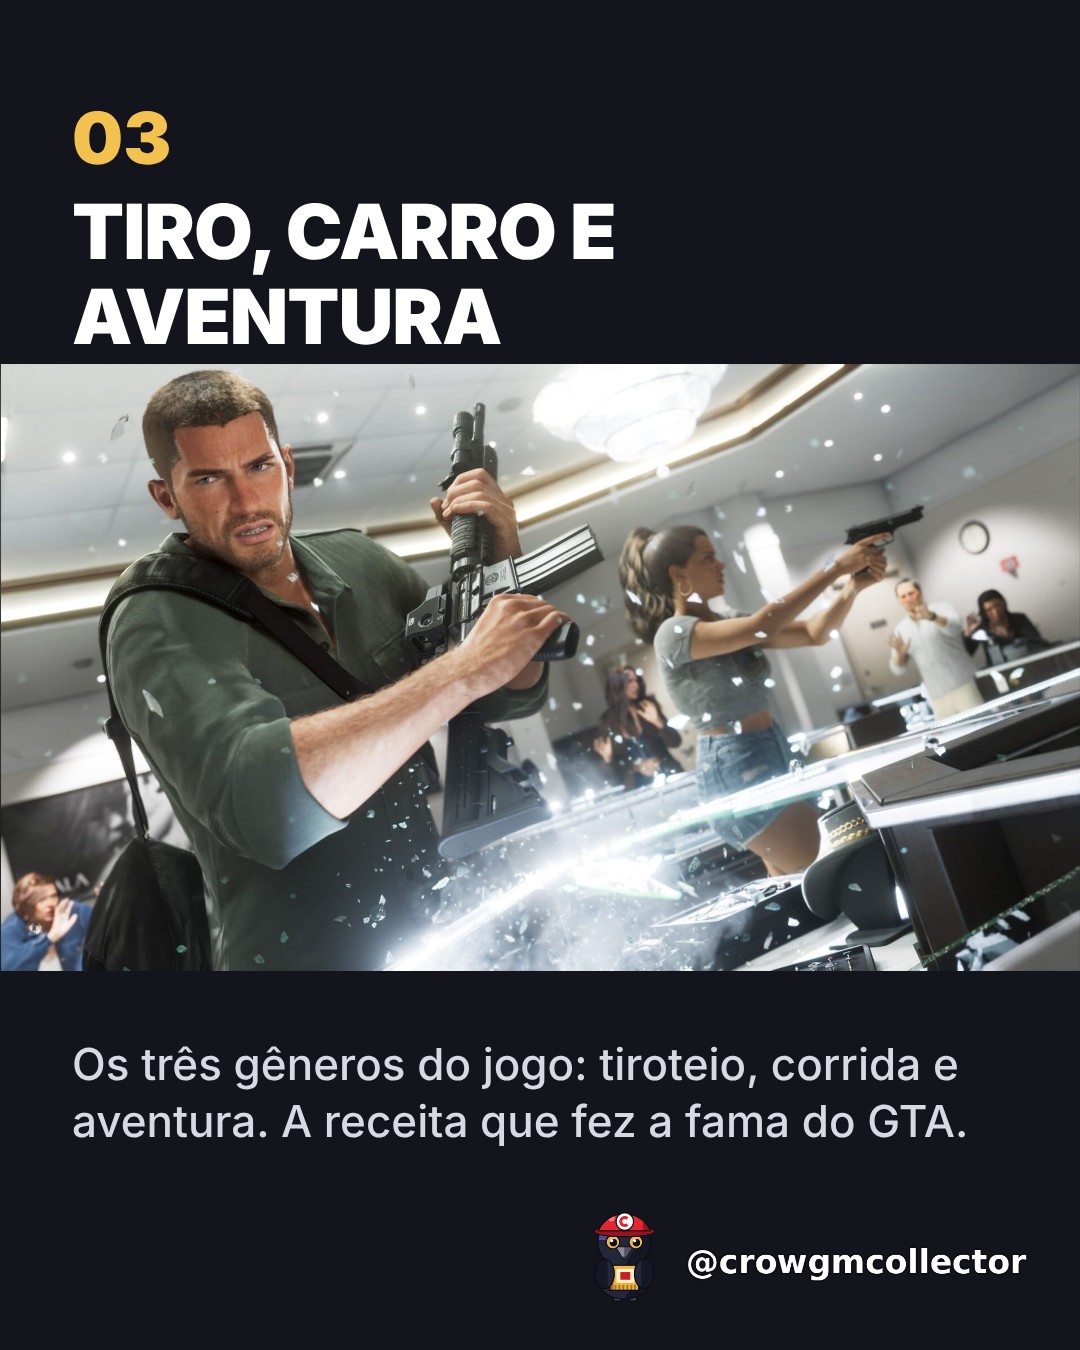 03
TIRO, CARRO E
AVENTURA
Os três gêneros do jogo: tiroteio, corrida e
aventura. A receita que fez a fama do GTA.
C
@crowgmcollector